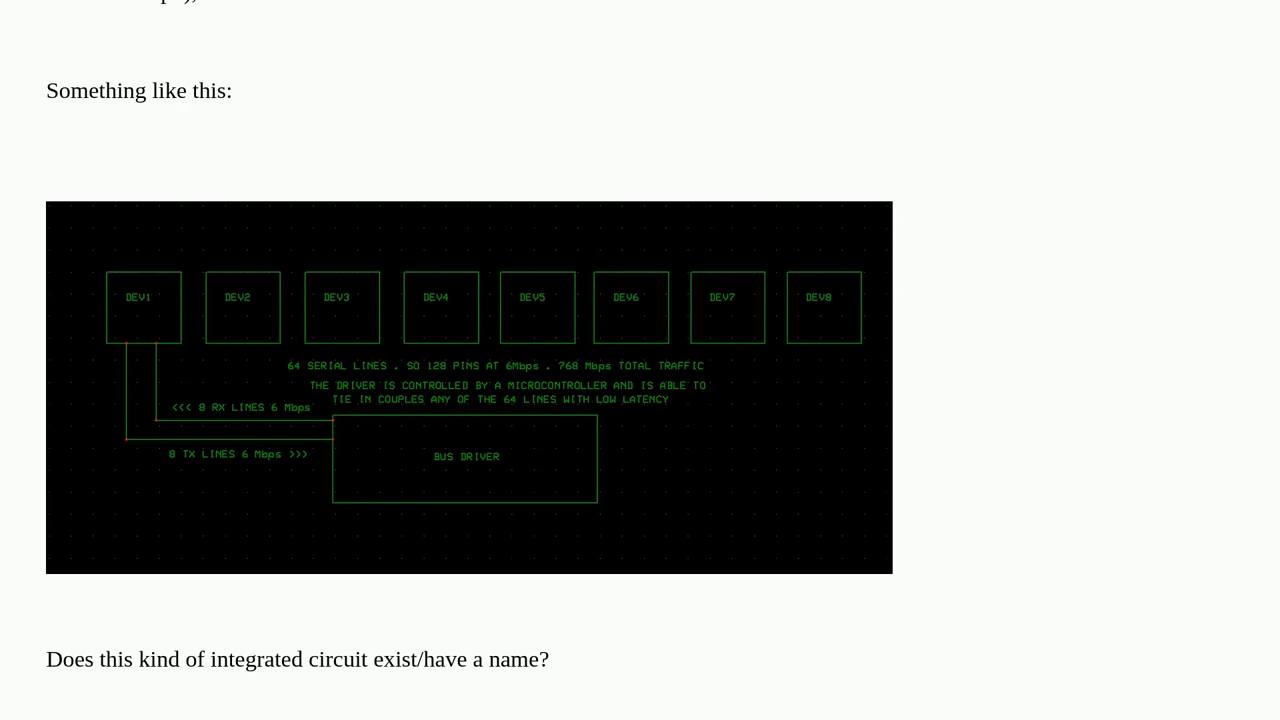 Something like this:
DEV1 DEV2 DEV3 DEV4 DEV5 DEV6 DEV7 DEV8
64 SERIAL LINES . SO 128 PINS AT 6Mbps . 768 Mbps TOTAL TRAFFIC
THE DRIVER IS CONTROLLED BY A MICROCONTROLLER AND IS ABLE TO
TIE IN COUPLES ANY OF THE 64 LINES WITH LOW LATENCY
<<< 8 RX LINES 6 Mbps
8 TX LINES 6 Mbps >>>
BUS DRIVER
Does this kind of integrated circuit exist/have a name?